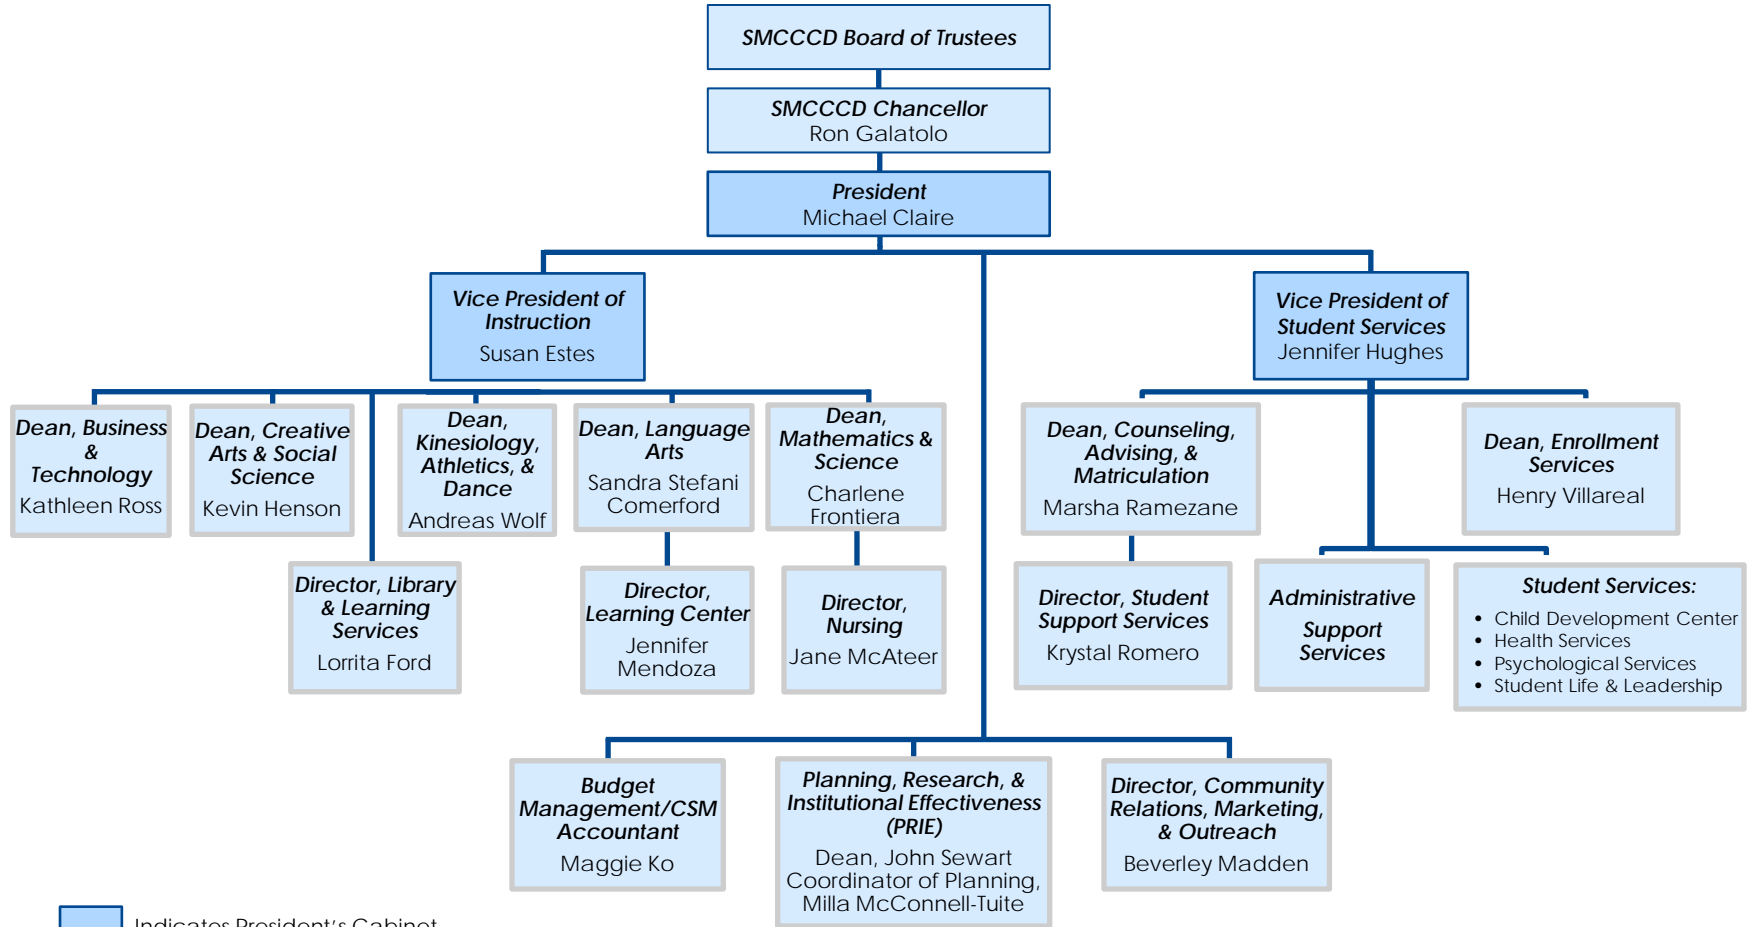 SMCCCD Board of Trustees
SMCCCD Chancellor
Ron Galatolo
President
Michael Claire
Vice President of
Instruction
Susan Estes
Vice President of
Student Services
Jennifer Hughes
Dean, Business
&
Technology
Kathleen Ross
Dean, Creative
Arts & Social
Science
Kevin Henson
Dean,
Kinesiology,
Athletics, &
Dance
Andreas Wolf
Dean, Language
Arts
Sandra Stefani
Comerford
Dean,
Mathematics &
Science
Charlene
Frontiera
Dean, Counseling,
Advising, &
Matriculation
Marsha Ramezane
Dean, Enrollment
Services
Henry Villareal
Director, Library
& Learning
Services
Lorrita Ford
Director,
Learning Center
Jennifer
Mendoza
Director,
Nursing
Jane McAteer
Director, Student
Support Services
Krystal Romero
Administrative
Support
Services
Student Services:
• Child Development Center
• Health Services
• Psychological Services
• Student Life & Leadership
Budget
Management/CSM
Accountant
Maggie Ko
Planning, Research, &
Institutional Effectiveness
(PRIE)
Dean, John Sewart
Coordinator of Planning,
Milla McConnell-Tuite
Director, Community
Relations, Marketing,
& Outreach
Beverley Madden
Indicates President's Cabinet